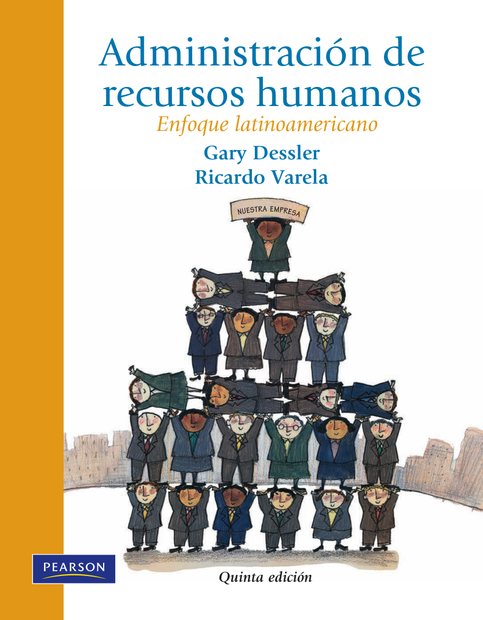 Administración de
recursos humanos
Enfoque latinoamericano
Gary Dessler
Ricardo Varela
NUESTRA EMPRESA
PEARSON
Quinta edición